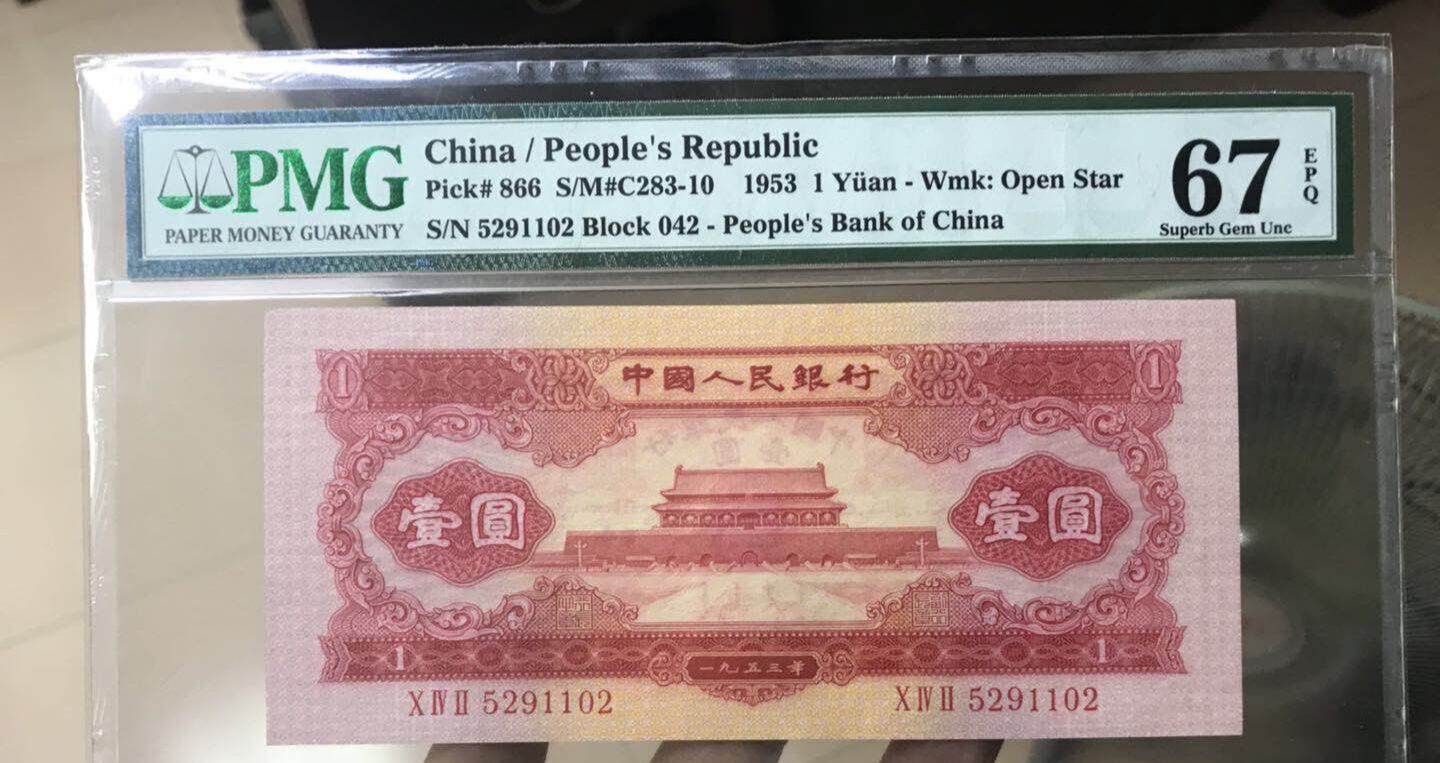 PMG
PAPER MONEY GUARANTY
China / People's Republic
Pick# 866 S/M#C283-10 1953 1 Yüan - Wmk: Open Star
S/N 5291102 Block 042 - People's Bank of China
67
EPQ
Superb Gem Unc
1 中國人民銀行 1
壹圓 壹圓
1 一九五三年 1
XⅣⅡ 5291102 XⅣⅡ 5291102